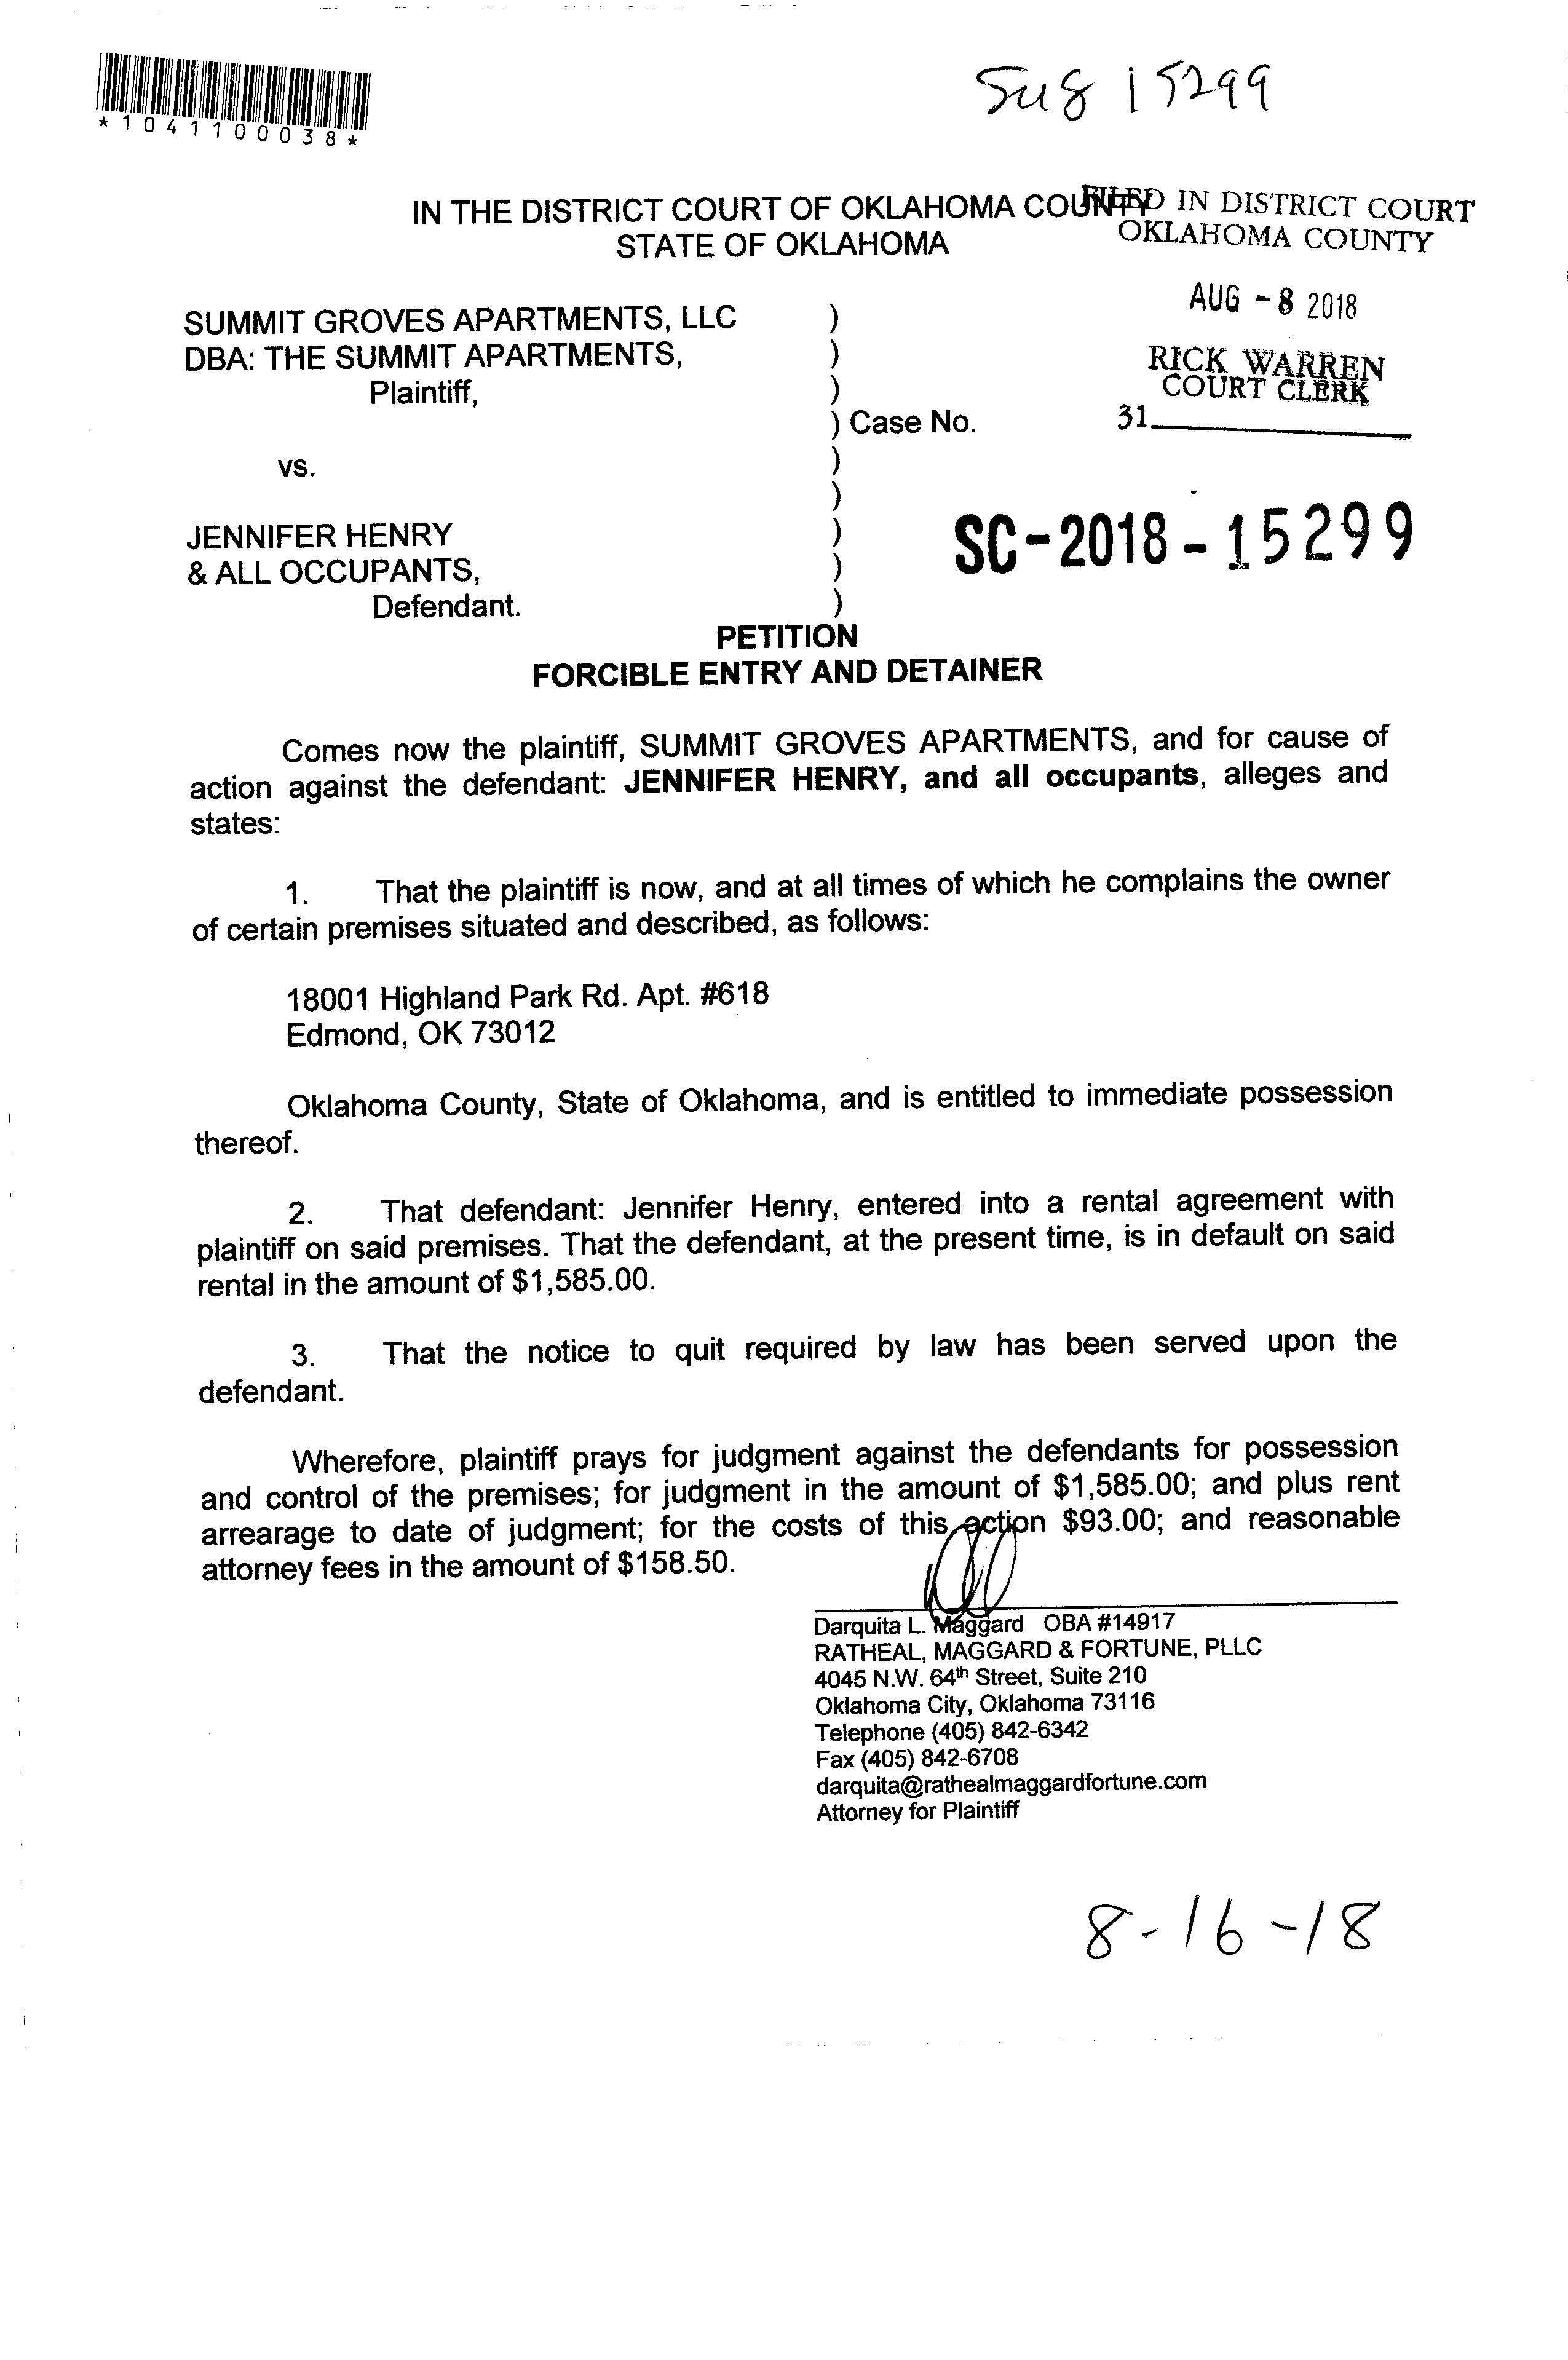 *1041100038*
Sug 15299
IN THE DISTRICT COURT OF OKLAHOMA COUNTY
STATE OF OKLAHOMA
FILED IN DISTRICT COURT
OKLAHOMA COUNTY
AUG - 8 2018
RICK WARREN
COURT CLERK
31
SUMMIT GROVES APARTMENTS, LLC )
DBA: THE SUMMIT APARTMENTS, )
Plaintiff, )
) Case No.
vs. )
)
JENNIFER HENRY )
& ALL OCCUPANTS, )
Defendant. )
SC-2018-15299
PETITION
FORCIBLE ENTRY AND DETAINER
Comes now the plaintiff, SUMMIT GROVES APARTMENTS, and for cause of
action against the defendant: JENNIFER HENRY, and all occupants, alleges and
states:
1. That the plaintiff is now, and at all times of which he complains the owner
of certain premises situated and described, as follows:
18001 Highland Park Rd. Apt. #618
Edmond, OK 73012
Oklahoma County, State of Oklahoma, and is entitled to immediate possession
thereof.
2. That defendant: Jennifer Henry, entered into a rental agreement with
plaintiff on said premises. That the defendant, at the present time, is in default on said
rental in the amount of $1,585.00.
3. That the notice to quit required by law has been served upon the
defendant.
Wherefore, plaintiff prays for judgment against the defendants for possession
and control of the premises; for judgment in the amount of $1,585.00; and plus rent
arrearage to date of judgment; for the costs of this action $93.00; and reasonable
attorney fees in the amount of $158.50.
Darquita L. Maggard OBA #14917
RATHEAL, MAGGARD & FORTUNE, PLLC
4045 N.W. 64th Street, Suite 210
Oklahoma City, Oklahoma 73116
Telephone (405) 842-6342
Fax (405) 842-6708
darquita@rathealmaggardfortune.com
Attorney for Plaintiff
8-16-18